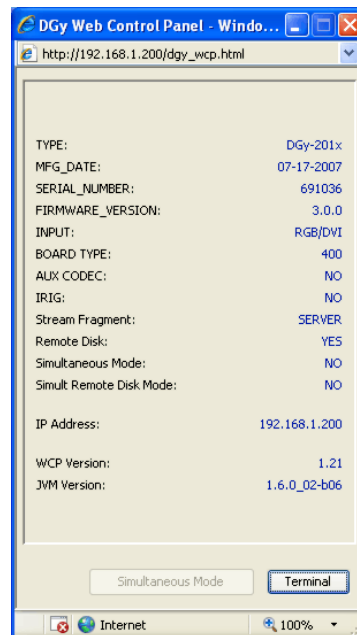 DGy Web Control Panel - Windo...
http://192.168.1.200/dgy_wcp.html
TYPE: DGy-201x
MFG_DATE: 07-17-2007
SERIAL_NUMBER: 691036
FIRMWARE_VERSION: 3.0.0
INPUT: RGB/DVI
BOARD TYPE: 400
AUX CODEC: NO
IRIG: NO
Stream Fragment: SERVER
Remote Disk: YES
Simultaneous Mode: NO
Simult Remote Disk Mode: NO
IP Address: 192.168.1.200
WCP Version: 1.21
JVM Version: 1.6.0_02-b06
Simultaneous Mode Terminal
Internet 100%